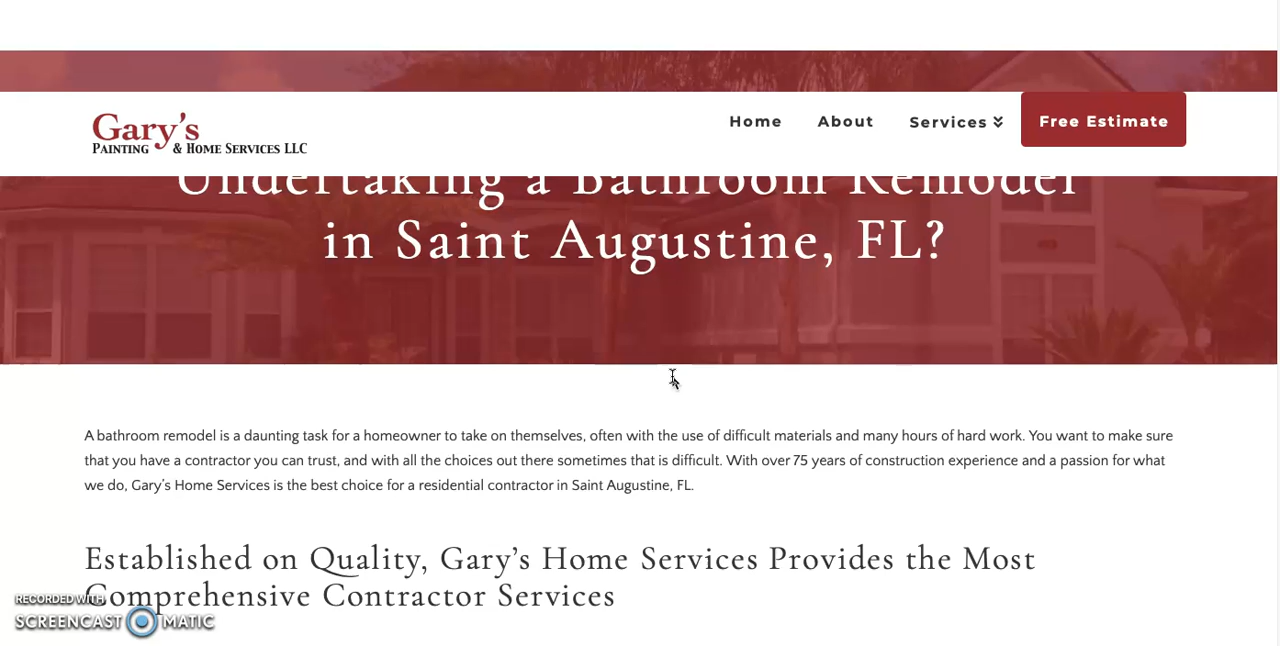 Gary's
PAINTING & HOME SERVICES LLC
Home About Services Free Estimate
Undertaking a Bathroom Remodel
in Saint Augustine, FL?
A bathroom remodel is a daunting task for a homeowner to take on themselves, often with the use of difficult materials and many hours of hard work. You want to make sure
that you have a contractor you can trust, and with all the choices out there sometimes that is difficult. With over 75 years of construction experience and a passion for what
we do, Gary's Home Services is the best choice for a residential contractor in Saint Augustine, FL.
Established on Quality, Gary's Home Services Provides the Most
Comprehensive Contractor Services
RECORDED WITH
SCREENCAST MATIC